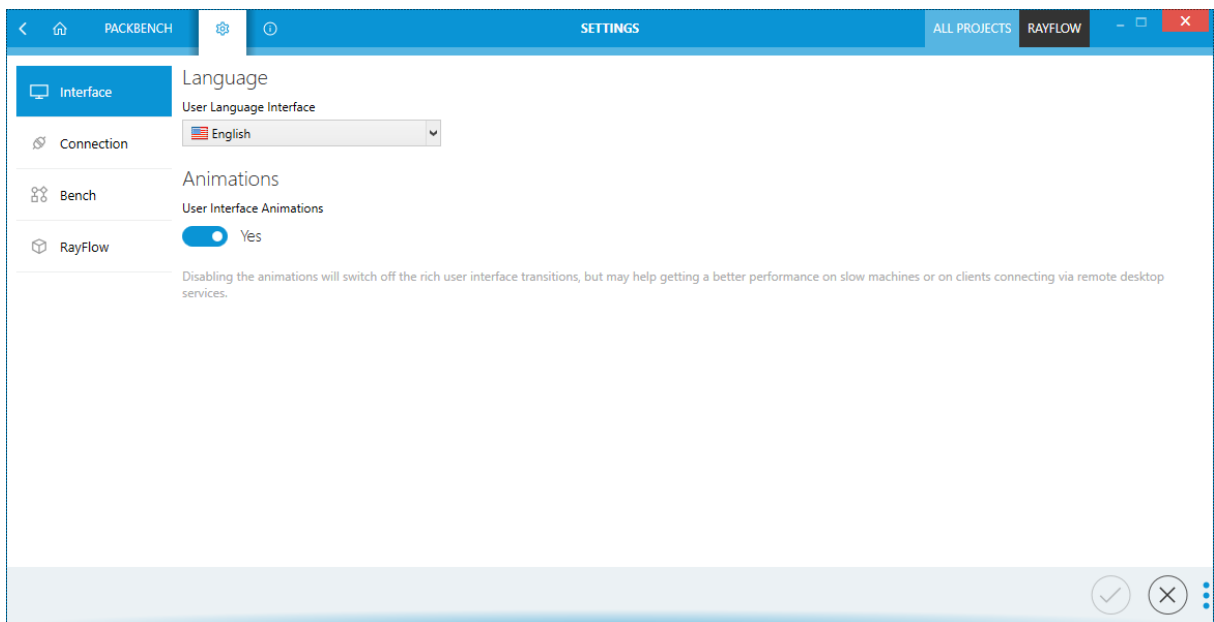 PACKBENCH
SETTINGS
ALL PROJECTS
RAYFLOW
Interface
Connection
Bench
RayFlow
Language
User Language Interface
English
Animations
User Interface Animations
Yes
Disabling the animations will switch off the rich user interface transitions, but may help getting a better performance on slow machines or on clients connecting via remote desktop
services.